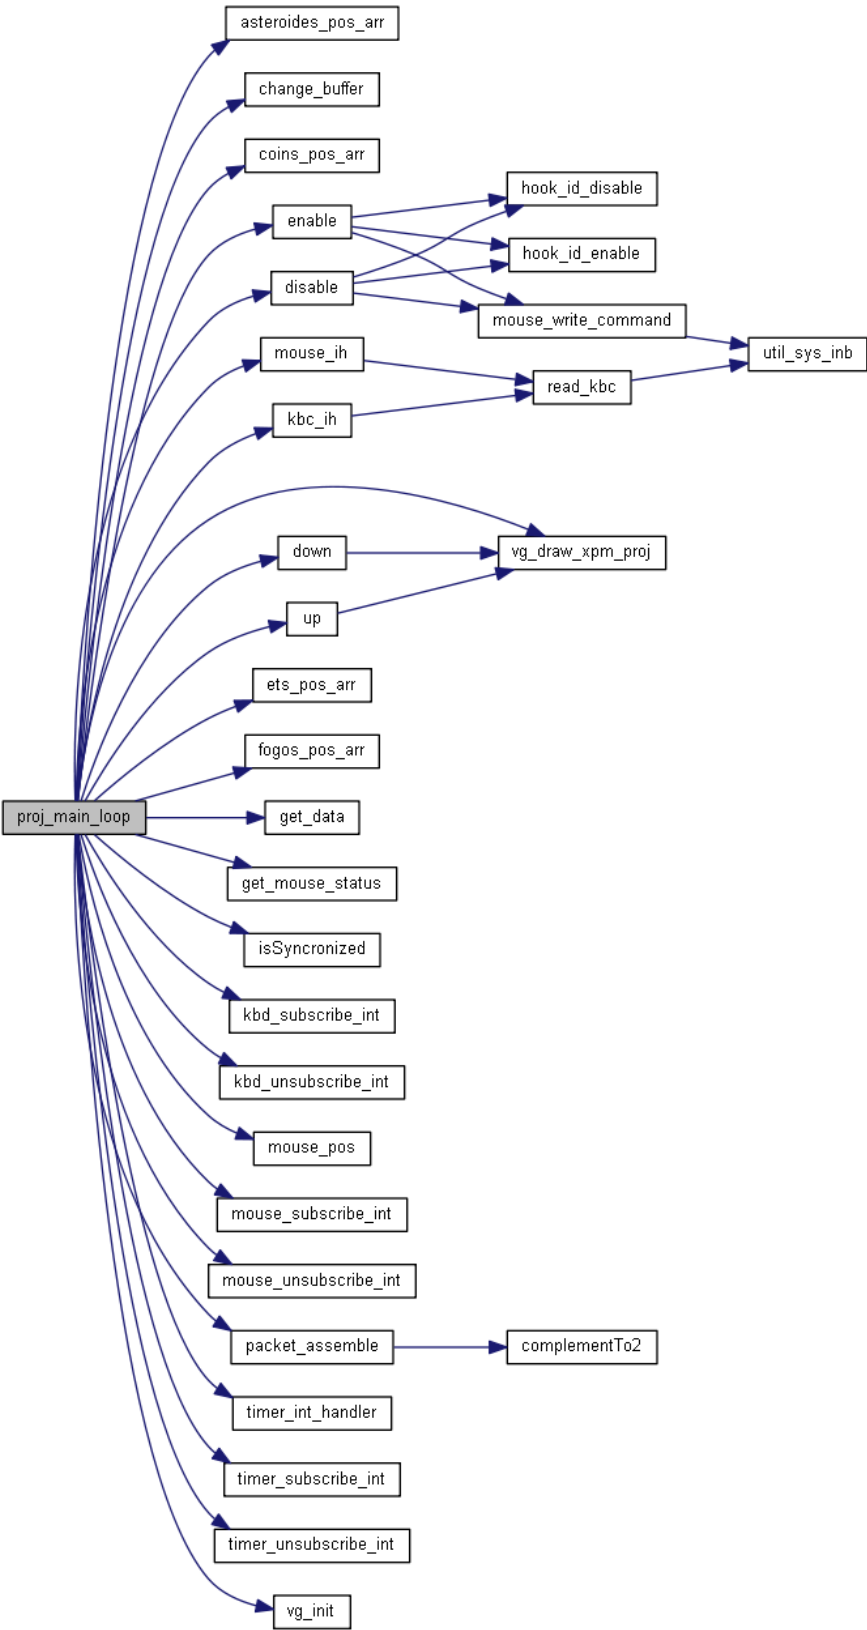 asteroides_pos_arr
change_buffer
coins_pos_arr
hook_id_disable
enable
hook_id_enable
disable
mouse_write_command
mouse_ih
util_sys_inb
read_kbc
kbc_ih
down
vg_draw_xpm_proj
up
ets_pos_arr
fogos_pos_arr
proj_main_loop
get_data
get_mouse_status
isSyncronized
kbd_subscribe_int
kbd_unsubscribe_int
mouse_pos
mouse_subscribe_int
mouse_unsubscribe_int
packet_assemble
complementTo2
timer_int_handler
timer_subscribe_int
timer_unsubscribe_int
vg_init